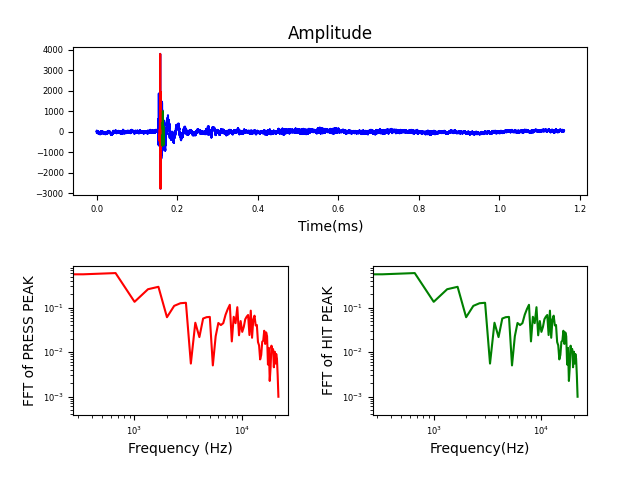 Amplitude
4000
3000
2000
1000
0
−1000
−2000
−3000
0.0 0.2 0.4 0.6 0.8 1.0 1.2
Time(ms)
FFT of PRESS PEAK
10⁻¹
10⁻²
10⁻³
10³ 10⁴
Frequency (Hz)
FFT of HIT PEAK
10⁻¹
10⁻²
10⁻³
10³ 10⁴
Frequency(Hz)